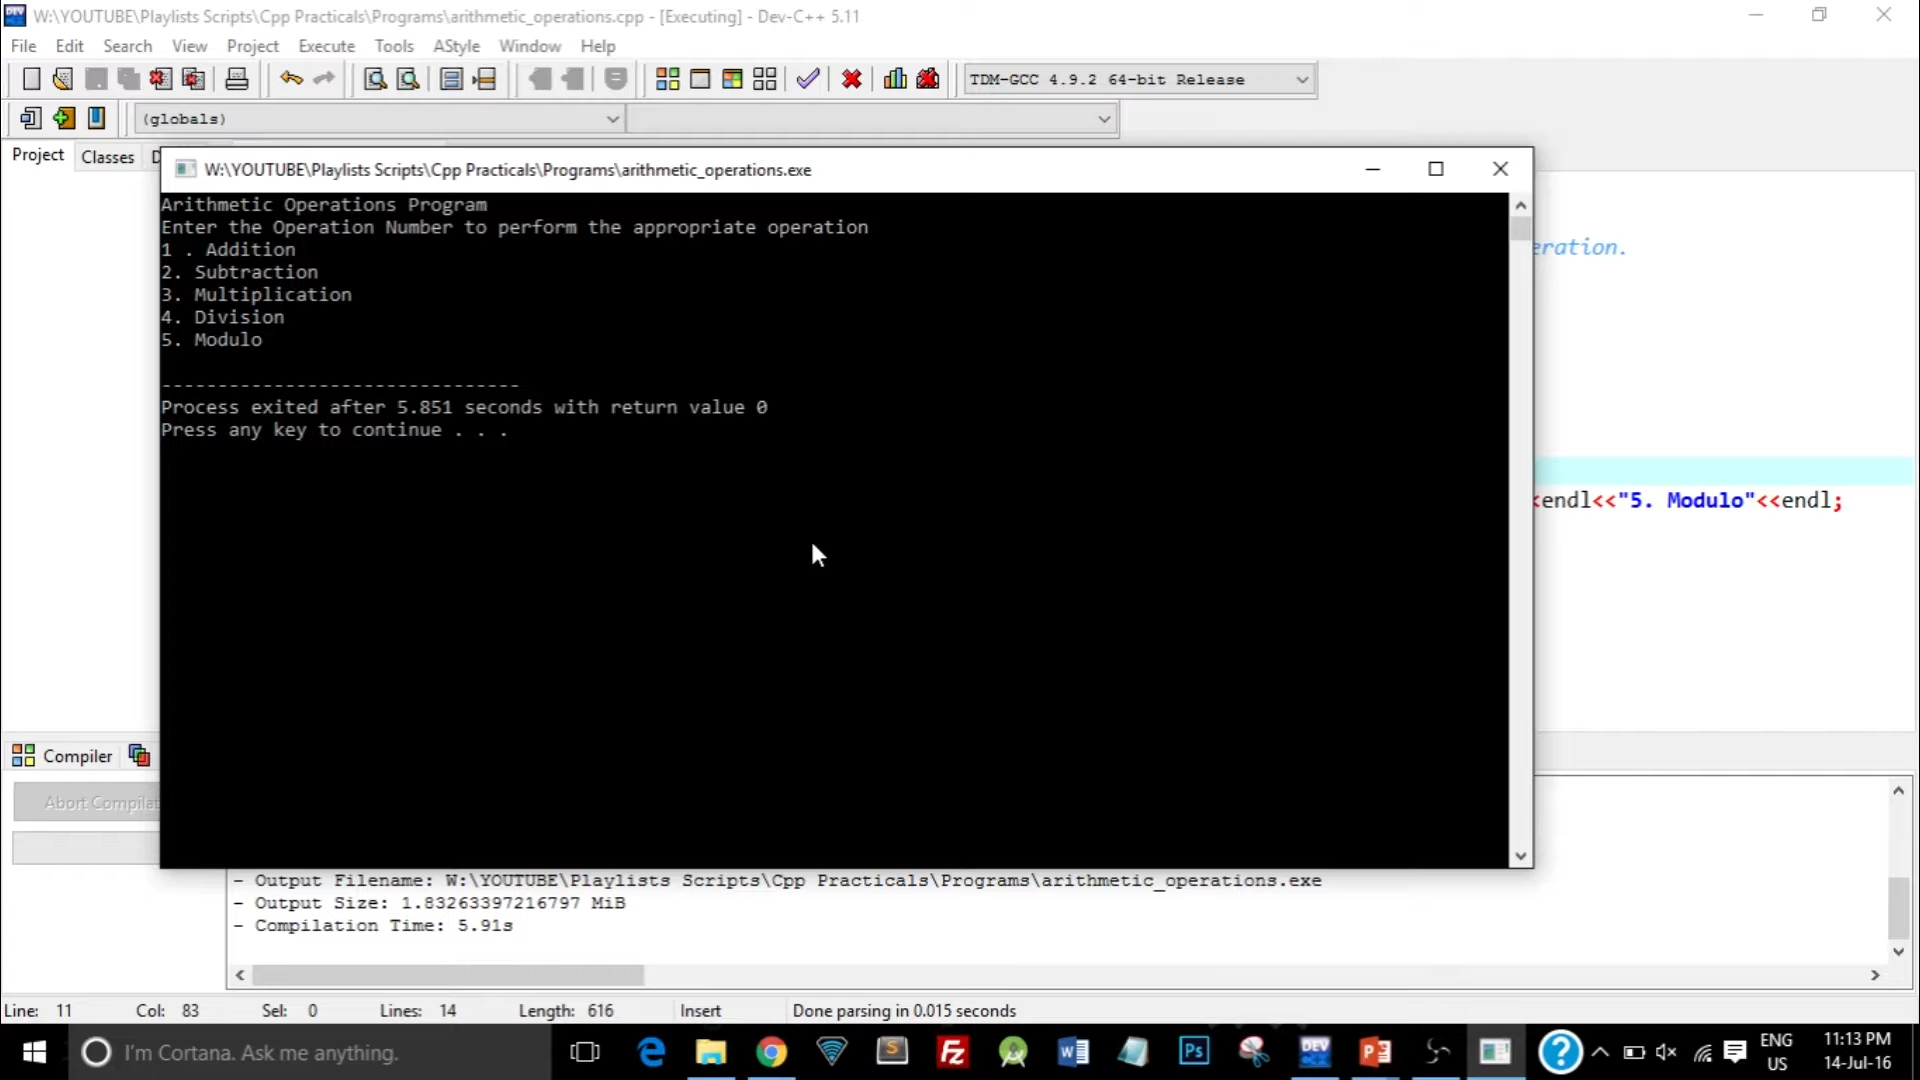 W:\YOUTUBE\Playlists Scripts\Cpp Practicals\Programs\arithmetic_operations.cpp - [Executing] - Dev-C++ 5.11
File Edit Search View Project Execute Tools AStyle Window Help
TDM-GCC 4.9.2 64-bit Release
(globals)
Project Classes D
W:\YOUTUBE\Playlists Scripts\Cpp Practicals\Programs\arithmetic_operations.exe
Arithmetic Operations Program
Enter the Operation Number to perform the appropriate operation
1 . Addition
eration.
2. Subtraction
3. Multiplication
4. Division
5. Modulo
--------------------------------
Process exited after 5.851 seconds with return value 0
Press any key to continue . . .
<endl<<"5. Modulo"<<endl;
Compiler
Abort Compilat
- Output Filename: W:\YOUTUBE\Playlists Scripts\Cpp Practicals\Programs\arithmetic_operations.exe
- Output Size: 1.83263397216797 MiB
- Compilation Time: 5.91s
Line: 11 Col: 83 Sel: 0 Lines: 14 Length: 616 Insert Done parsing in 0.015 seconds
I'm Cortana. Ask me anything.
ENG 11:13 PM
US 14-Jul-16